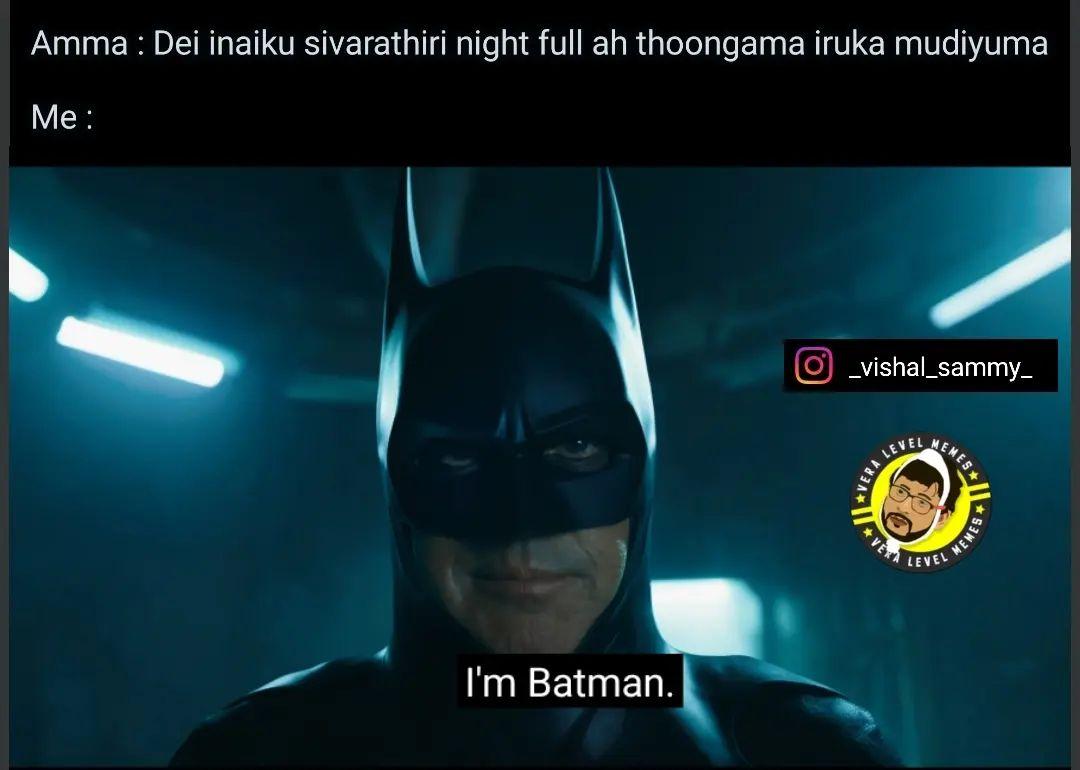 Amma : Dei inaiku sivarathiri night full ah thoongama iruka mudiyuma
Me :
_vishal_sammy_
VERA LEVEL MEMES
VERA LEVEL MEMES
I'm Batman.